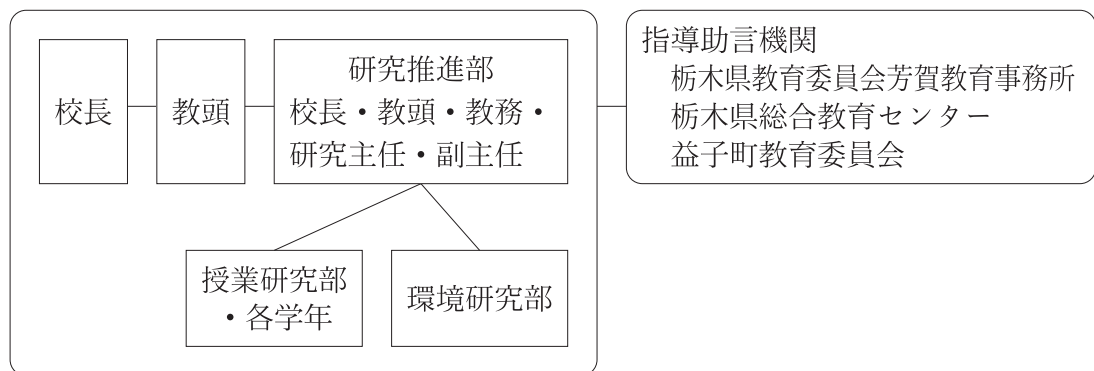 校長
教頭
研究推進部
校長・教頭・教務・
研究主任・副主任
授業研究部
・各学年
環境研究部
指導助言機関
栃木県教育委員会芳賀教育事務所
栃木県総合教育センター
益子町教育委員会